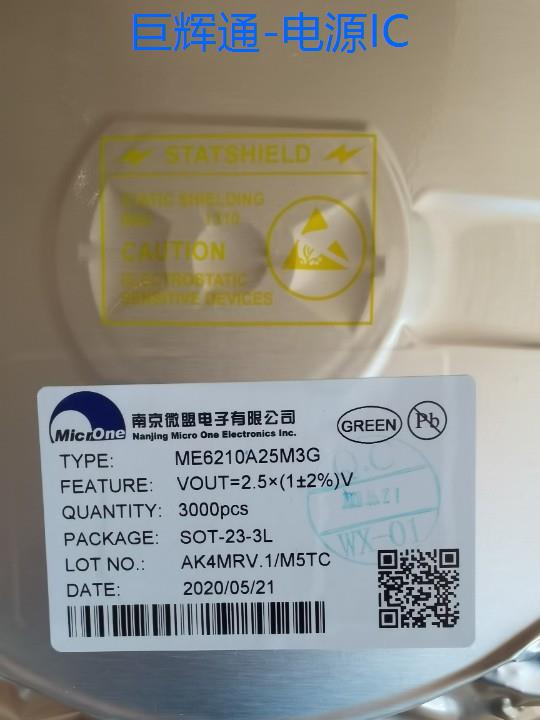 巨辉通-电源IC
STATSHIELD
STATIC SHIELDING
BAG 1310
CAUTION
ELECTROSTATIC
SENSITIVE DEVICES
MicrOne
南京微盟电子有限公司
Nanjing Micro One Electronics Inc.
GREEN
Pb
TYPE: ME6210A25M3G
FEATURE: VOUT=2.5×(1±2%)V
QUANTITY: 3000pcs
PACKAGE: SOT-23-3L
LOT NO.: AK4MRV.1/M5TC
DATE: 2020/05/21
Q.C
WX-01